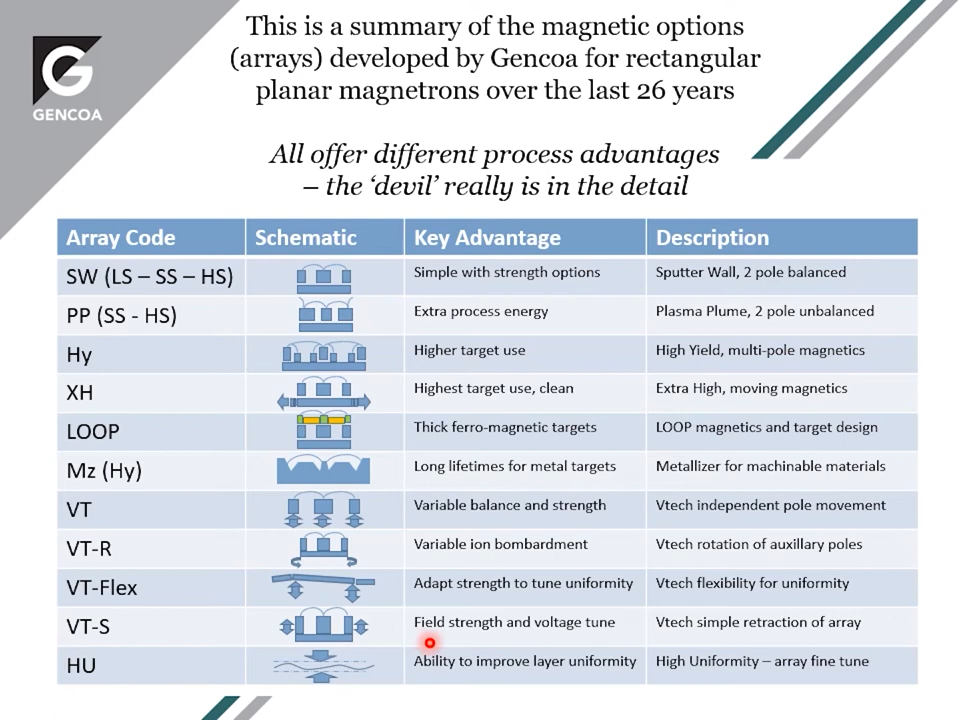 This is a summary of the magnetic options
(arrays) developed by Gencoa for rectangular
planar magnetrons over the last 26 years
G
GENCOA
All offer different process advantages
– the ‘devil’ really is in the detail
Array Code Schematic Key Advantage Description
SW (LS – SS – HS) Simple with strength options Sputter Wall, 2 pole balanced
PP (SS - HS) Extra process energy Plasma Plume, 2 pole unbalanced
Hy Higher target use High Yield, multi-pole magnetics
XH Highest target use, clean Extra High, moving magnetics
LOOP Thick ferro-magnetic targets LOOP magnetics and target design
Mz (Hy) Long lifetimes for metal targets Metallizer for machinable materials
VT Variable balance and strength Vtech independent pole movement
VT-R Variable ion bombardment Vtech rotation of auxillary poles
VT-Flex Adapt strength to tune uniformity Vtech flexibility for uniformity
VT-S Field strength and voltage tune Vtech simple retraction of array
HU Ability to improve layer uniformity High Uniformity – array fine tune